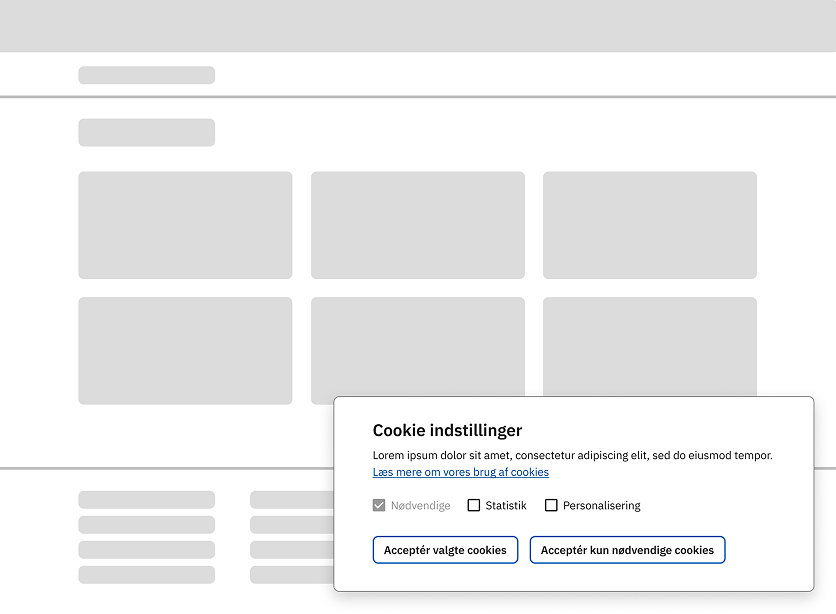 Cookie indstillinger
Lorem ipsum dolor sit amet, consectetur adipiscing elit, sed do eiusmod tempor.
Læs mere om vores brug af cookies
Nødvendige Statistik Personalisering
Acceptér valgte cookies Acceptér kun nødvendige cookies